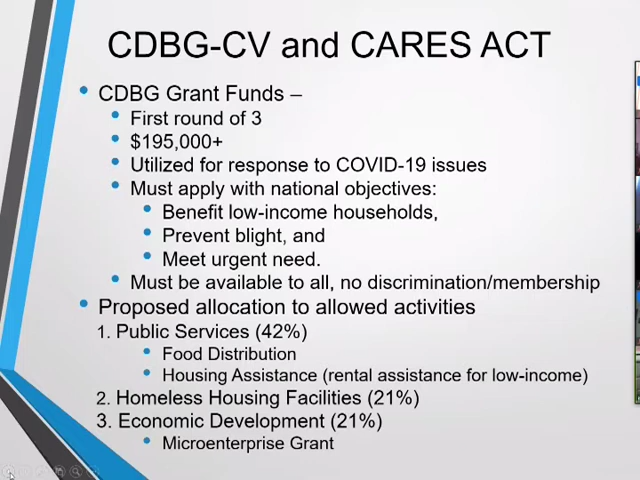 CDBG-CV and CARES ACT
• CDBG Grant Funds –
• First round of 3
• $195,000+
• Utilized for response to COVID-19 issues
• Must apply with national objectives:
• Benefit low-income households,
• Prevent blight, and
• Meet urgent need.
• Must be available to all, no discrimination/membership
• Proposed allocation to allowed activities
1. Public Services (42%)
• Food Distribution
• Housing Assistance (rental assistance for low-income)
2. Homeless Housing Facilities (21%)
3. Economic Development (21%)
• Microenterprise Grant